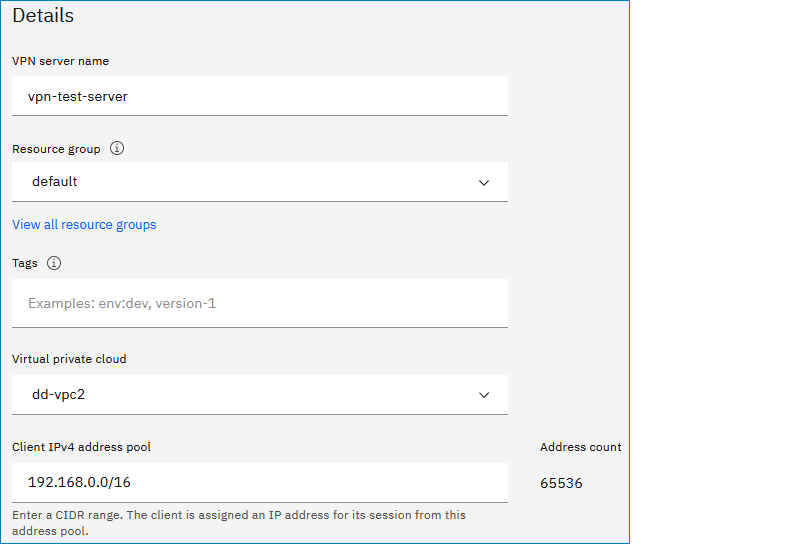 Details
VPN server name
vpn-test-server
Resource group
default
View all resource groups
Tags
Examples: env:dev, version-1
Virtual private cloud
dd-vpc2
Client IPv4 address pool
Address count
192.168.0.0/16
65536
Enter a CIDR range. The client is assigned an IP address for its session from this
address pool.